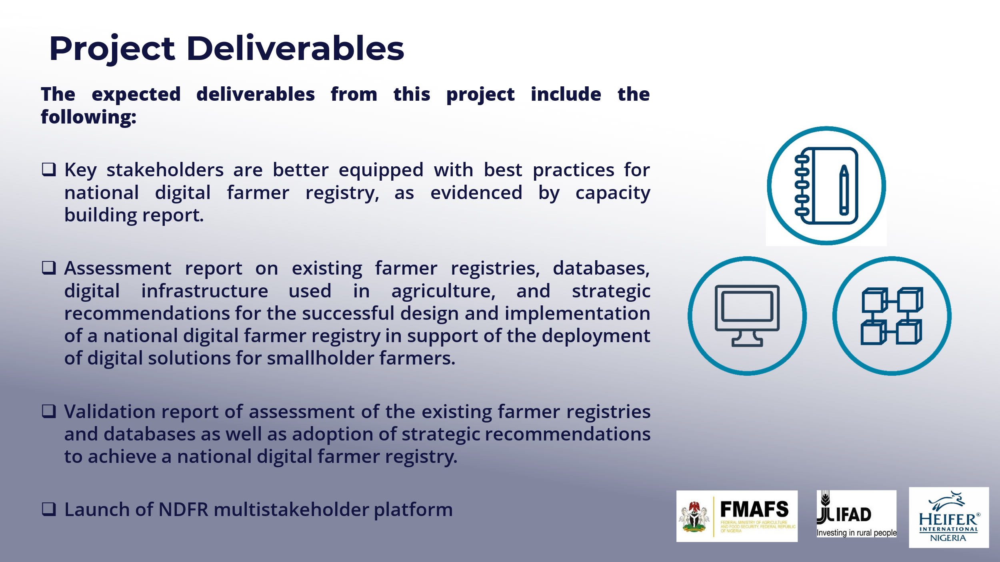 Project Deliverables
The expected deliverables from this project include the
following:
❑ Key stakeholders are better equipped with best practices for
national digital farmer registry, as evidenced by capacity
building report.
❑ Assessment report on existing farmer registries, databases,
digital infrastructure used in agriculture, and strategic
recommendations for the successful design and implementation
of a national digital farmer registry in support of the deployment
of digital solutions for smallholder farmers.
❑ Validation report of assessment of the existing farmer registries
and databases as well as adoption of strategic recommendations
to achieve a national digital farmer registry.
❑ Launch of NDFR multistakeholder platform
FMAFS
FEDERAL MINISTRY OF AGRICULTURE
AND FOOD SECURITY, FEDERAL REPUBLIC
OF NIGERIA
IFAD
Investing in rural people
HEIFER®
INTERNATIONAL
NIGERIA